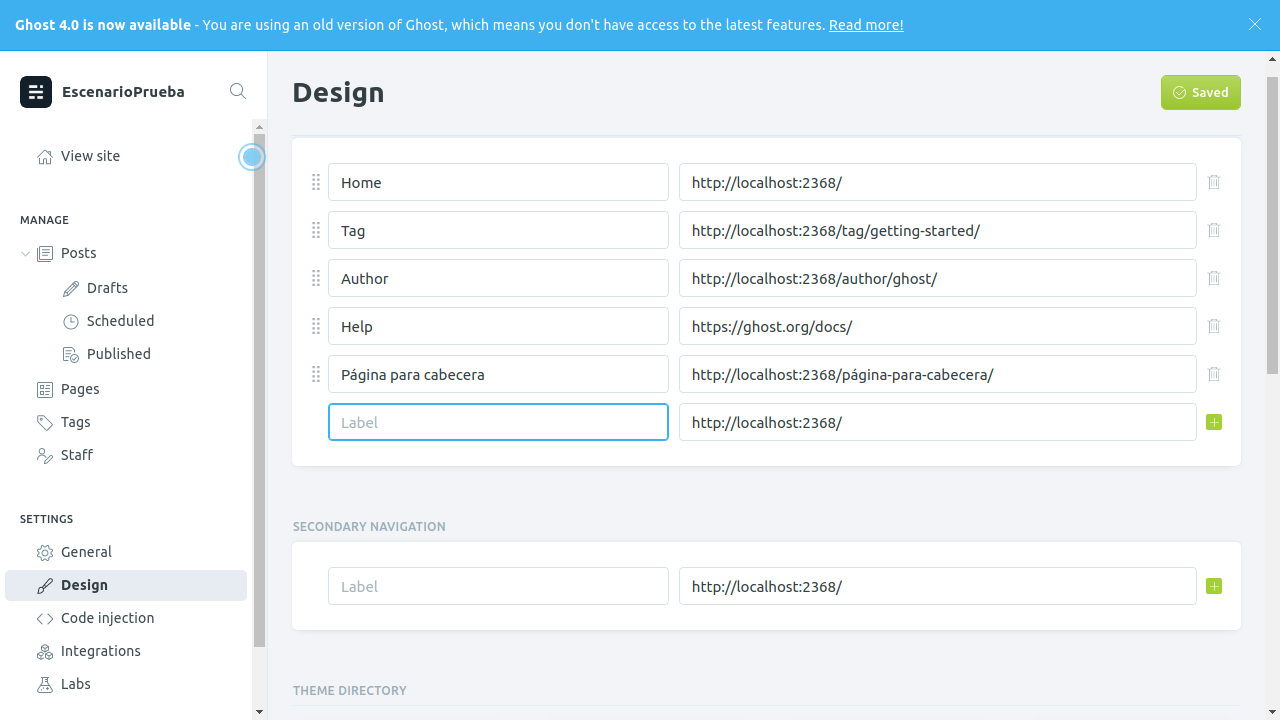 Ghost 4.0 is now available - You are using an old version of Ghost, which means you don't have access to the latest features. Read more!
EscenarioPrueba
View site
MANAGE
Posts
Drafts
Scheduled
Published
Pages
Tags
Staff
SETTINGS
General
Design
Code injection
Integrations
Labs
Design
Saved
Home http://localhost:2368/
Tag http://localhost:2368/tag/getting-started/
Author http://localhost:2368/author/ghost/
Help https://ghost.org/docs/
Página para cabecera http://localhost:2368/página-para-cabecera/
Label http://localhost:2368/
SECONDARY NAVIGATION
Label http://localhost:2368/
THEME DIRECTORY